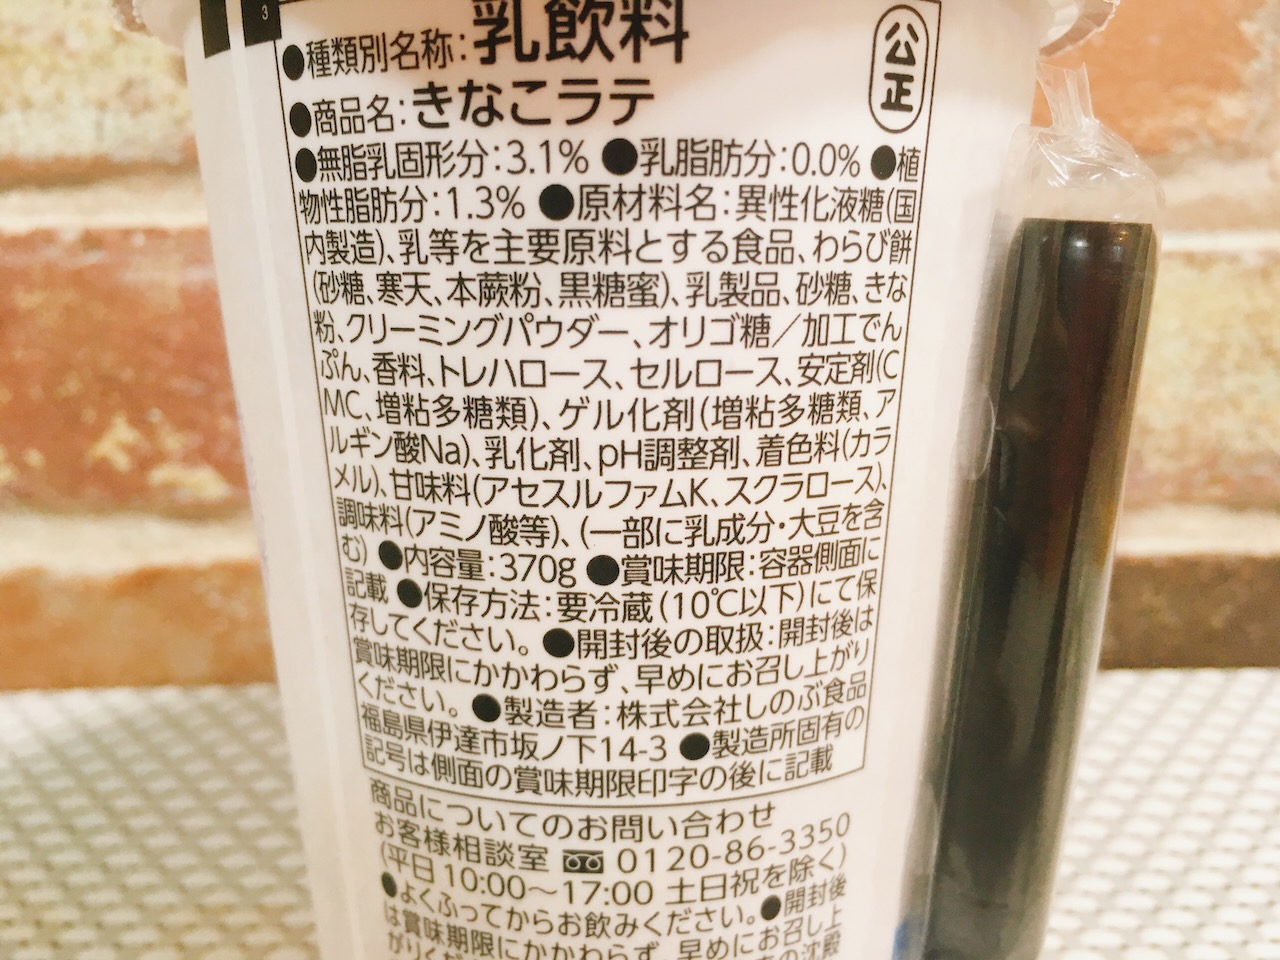 3
公正
●種類別名称:乳飲料
●商品名:きなこラテ
●無脂乳固形分:3.1% ●乳脂肪分:0.0% ●植
物性脂肪分:1.3% ●原材料名:異性化液糖(国
内製造)、乳等を主要原料とする食品、わらび餅
(砂糖、寒天、本蕨粉、黒糖蜜)、乳製品、砂糖、きな
粉、クリーミングパウダー、オリゴ糖/加工でん
ぷん、香料、トレハロース、セルロース、安定剤(C
MC、増粘多糖類)、ゲル化剤(増粘多糖類、ア
ルギン酸Na)、乳化剤、pH調整剤、着色料(カラ
メル)、甘味料(アセスルファムK、スクラロース)、
調味料(アミノ酸等)、(一部に乳成分・大豆を含
む) ●内容量:370g ●賞味期限:容器側面に
記載 ●保存方法:要冷蔵(10℃以下)にて保
存してください。 ●開封後の取扱:開封後は
賞味期限にかかわらず、早めにお召し上がり
ください。 ●製造者:株式会社しのぶ食品
福島県伊達市坂ノ下14-3 ●製造所固有の
記号は側面の賞味期限印字の後に記載
商品についてのお問い合わせ
お客様相談室 0120-86-3350
(平日10:00〜17:00 土日祝を除く)
●よくふってからお飲みください。●開封後
は賞味期限にかかわらず、早めにお召し上